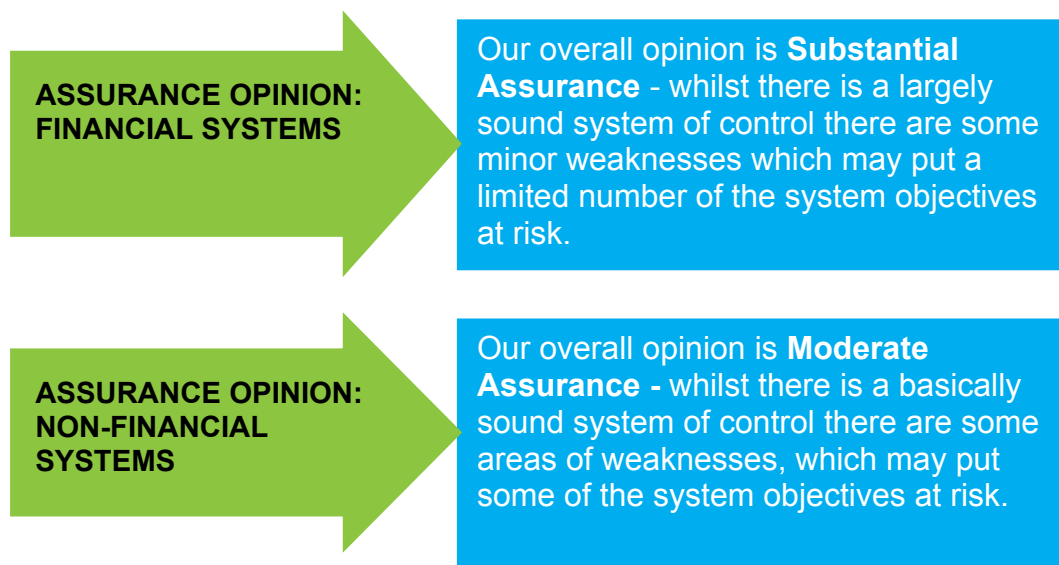 ASSURANCE OPINION:
FINANCIAL SYSTEMS
Our overall opinion is Substantial
Assurance - whilst there is a largely
sound system of control there are some
minor weaknesses which may put a
limited number of the system objectives
at risk.
ASSURANCE OPINION:
NON-FINANCIAL
SYSTEMS
Our overall opinion is Moderate
Assurance - whilst there is a basically
sound system of control there are some
areas of weaknesses, which may put
some of the system objectives at risk.